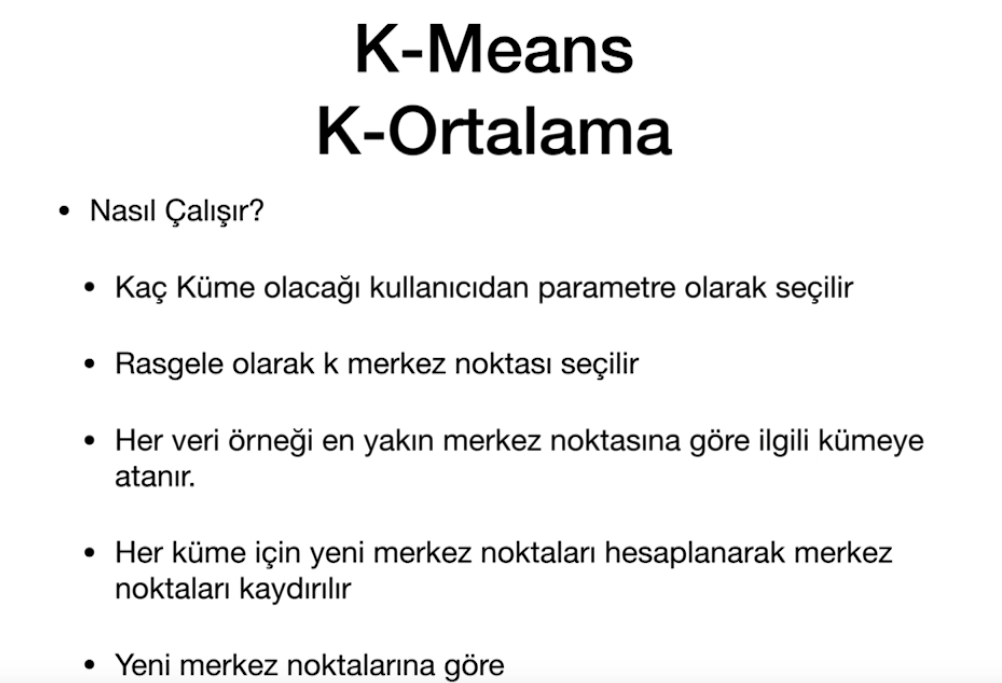 K-Means
K-Ortalama
• Nasıl Çalışır?
• Kaç Küme olacağı kullanıcıdan parametre olarak seçilir
• Rasgele olarak k merkez noktası seçilir
• Her veri örneği en yakın merkez noktasına göre ilgili kümeye
atanır.
• Her küme için yeni merkez noktaları hesaplanarak merkez
noktaları kaydırılır
• Yeni merkez noktalarına göre